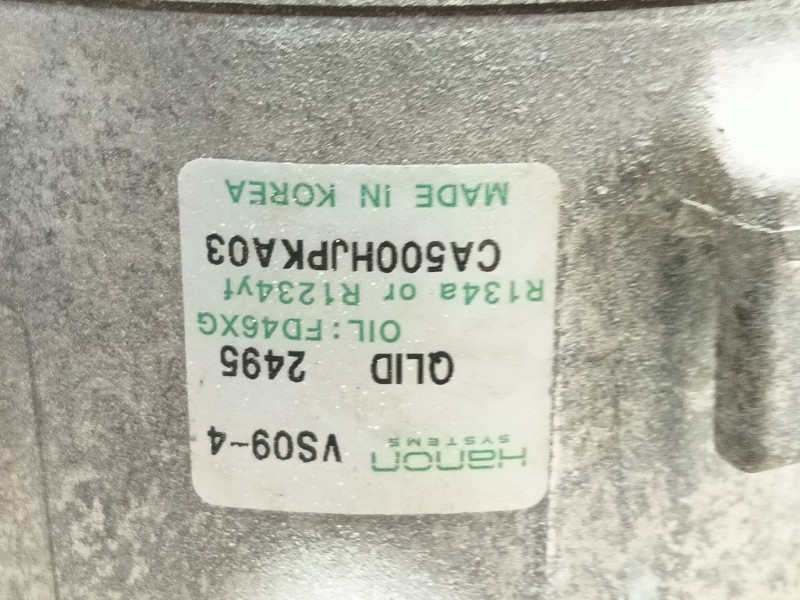 Hanon VS09-4
SYSTEMS
QLID 2495
OIL:FD46XG
R134a or R1234yf
CA500HJPKA03
MADE IN KOREA